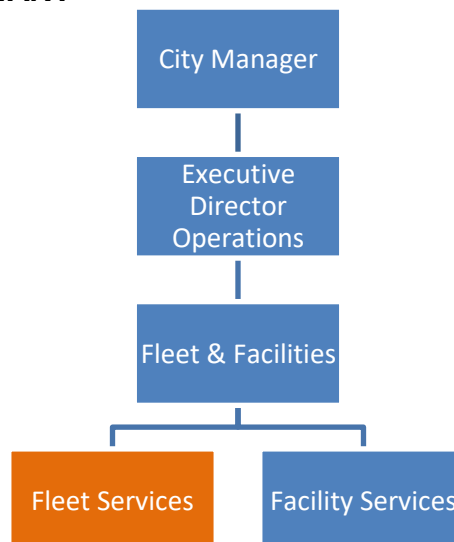 City Manager
Executive
Director
Operations
Fleet & Facilities
Fleet Services
Facility Services